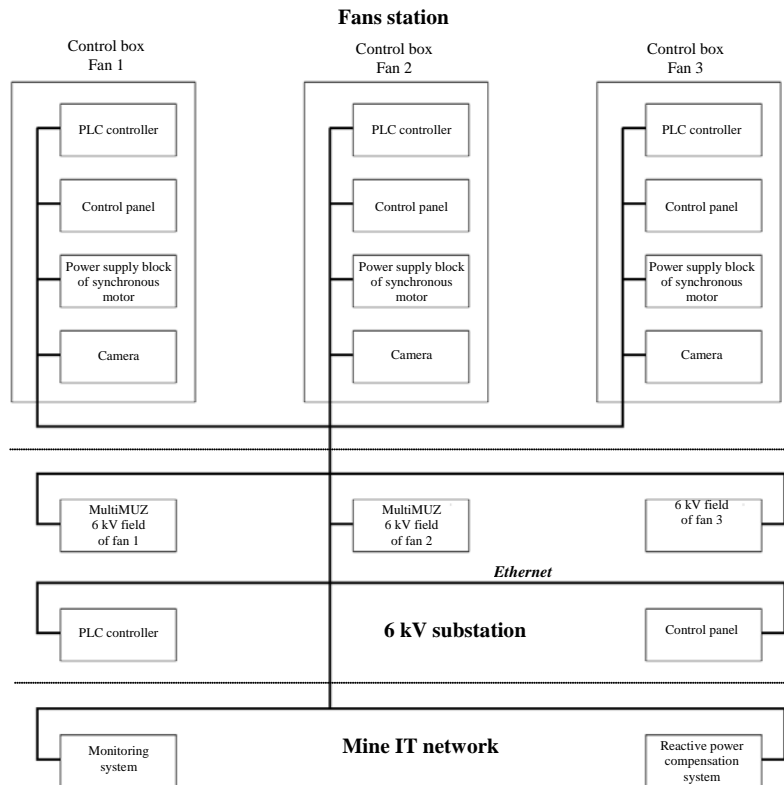 Fans station
Control box
Fan 1
Control box
Fan 2
Control box
Fan 3
PLC controller
PLC controller
PLC controller
Control panel
Control panel
Control panel
Power supply block
of synchronous
motor
Power supply block
of synchronous
motor
Power supply block
of synchronous
motor
Camera
Camera
Camera
MultiMUZ
6 kV field
of fan 1
MultiMUZ
6 kV field
of fan 2
6 kV field
of fan 3
Ethernet
PLC controller
6 kV substation
Control panel
Monitoring
system
Mine IT network
Reactive power
compensation
system